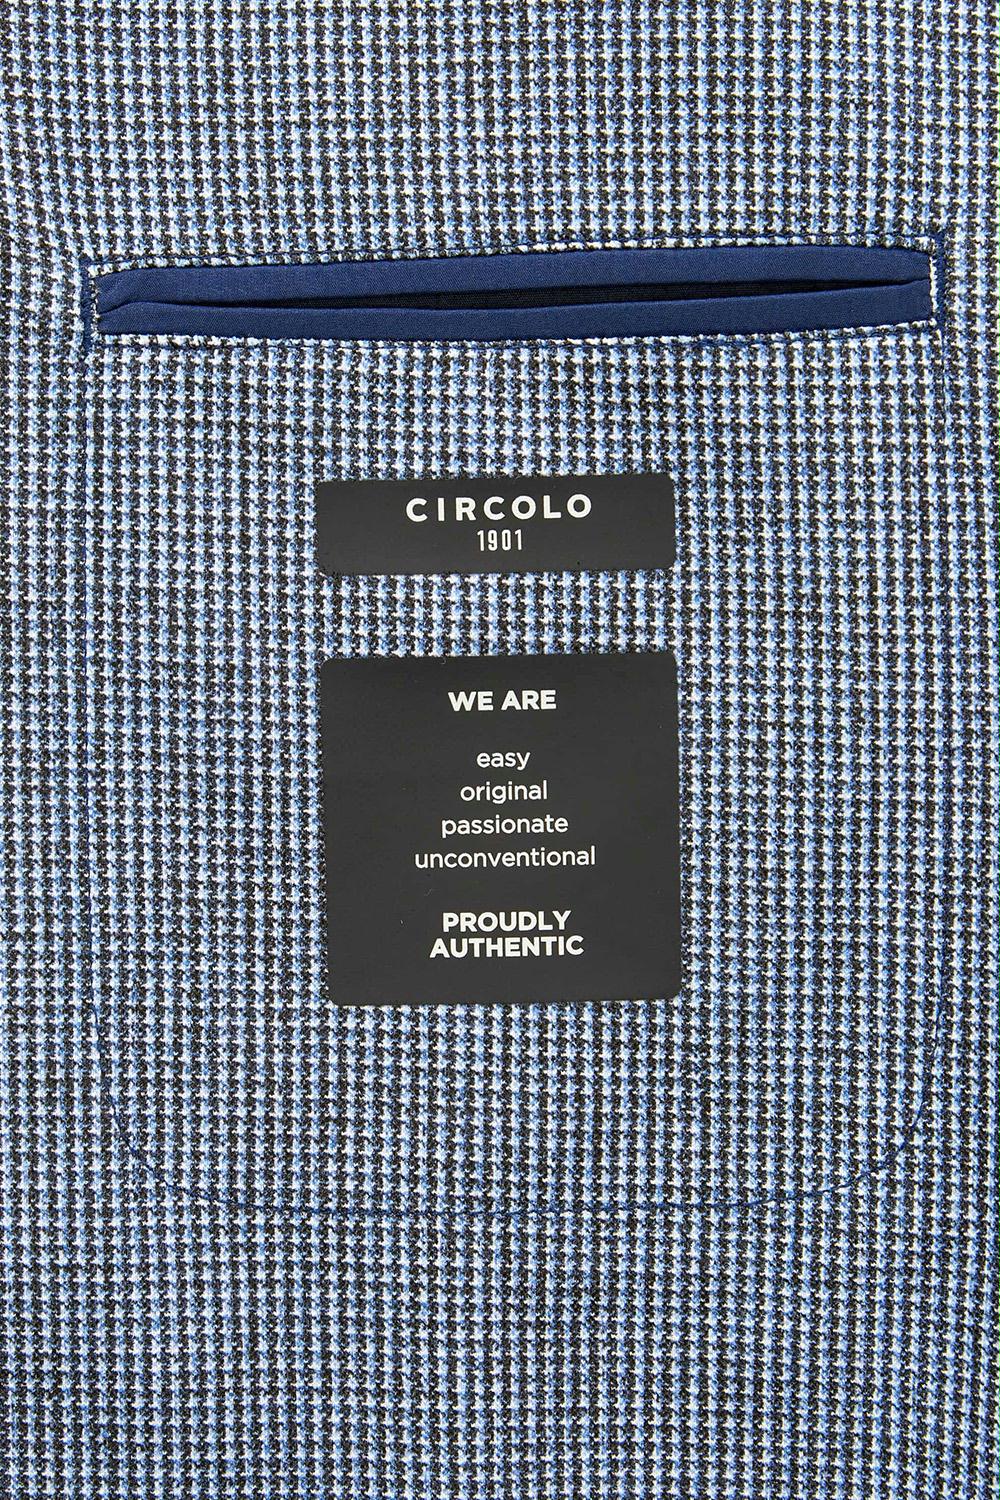 CIRCOLO
1901
WE ARE
easy
original
passionate
unconventional
PROUDLY
AUTHENTIC